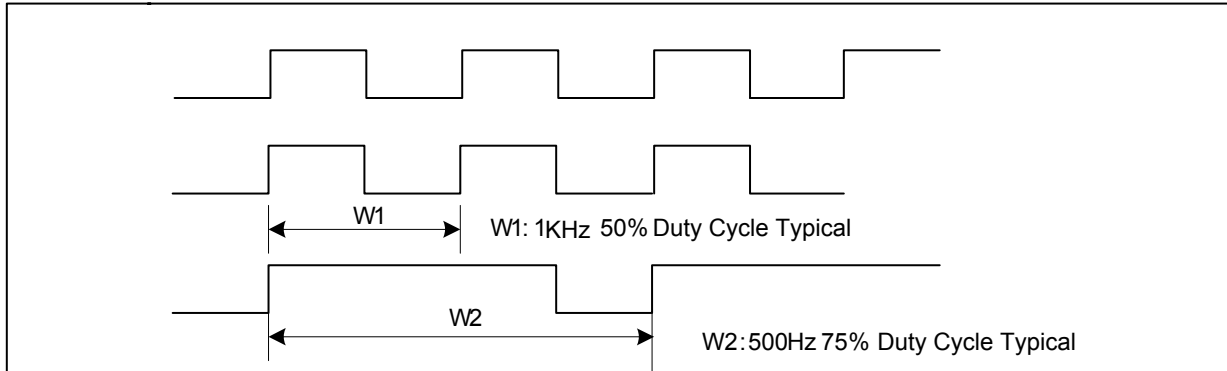 W1
W1: 1KHz 50% Duty Cycle Typical
W2
W2:500Hz 75% Duty Cycle Typical